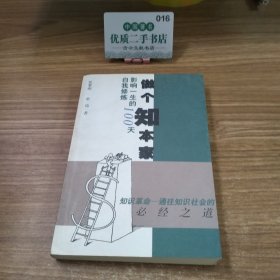 016
优质二手书店
做个知本家
影响一生的100天
自我修炼
知识革命—通往知识社会的
必经之道